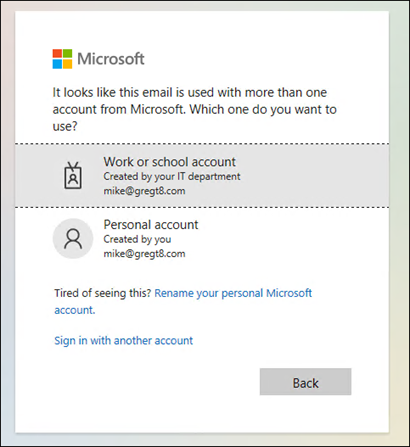 Microsoft
It looks like this email is used with more than one
account from Microsoft. Which one do you want to
use?
Work or school account
Created by your IT department
mike@gregt8.com
Personal account
Created by you
mike@gregt8.com
Tired of seeing this? Rename your personal Microsoft
account.
Sign in with another account
Back